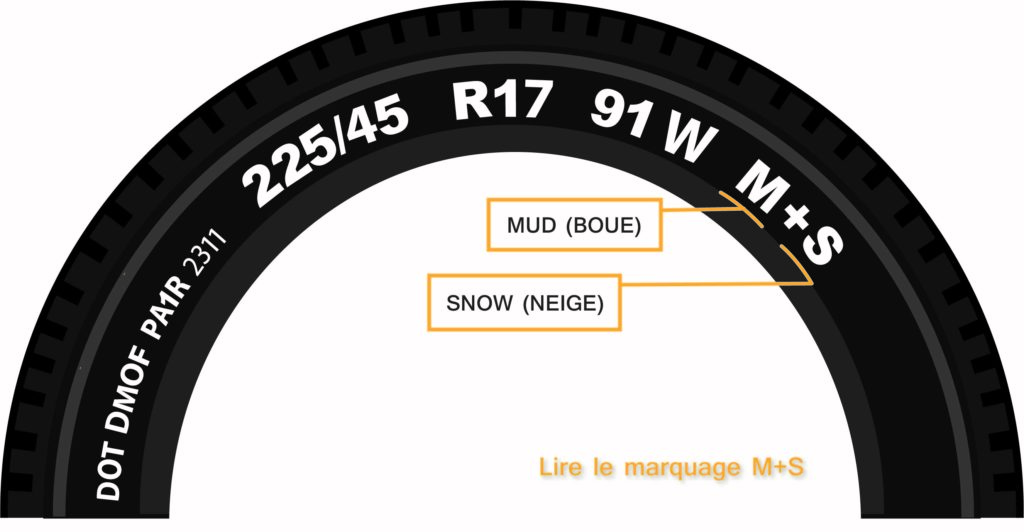 225/45 R17 91 W M+S
DOT DMOF PA1R 2311
MUD (BOUE)
SNOW (NEIGE)
Lire le marquage M+S